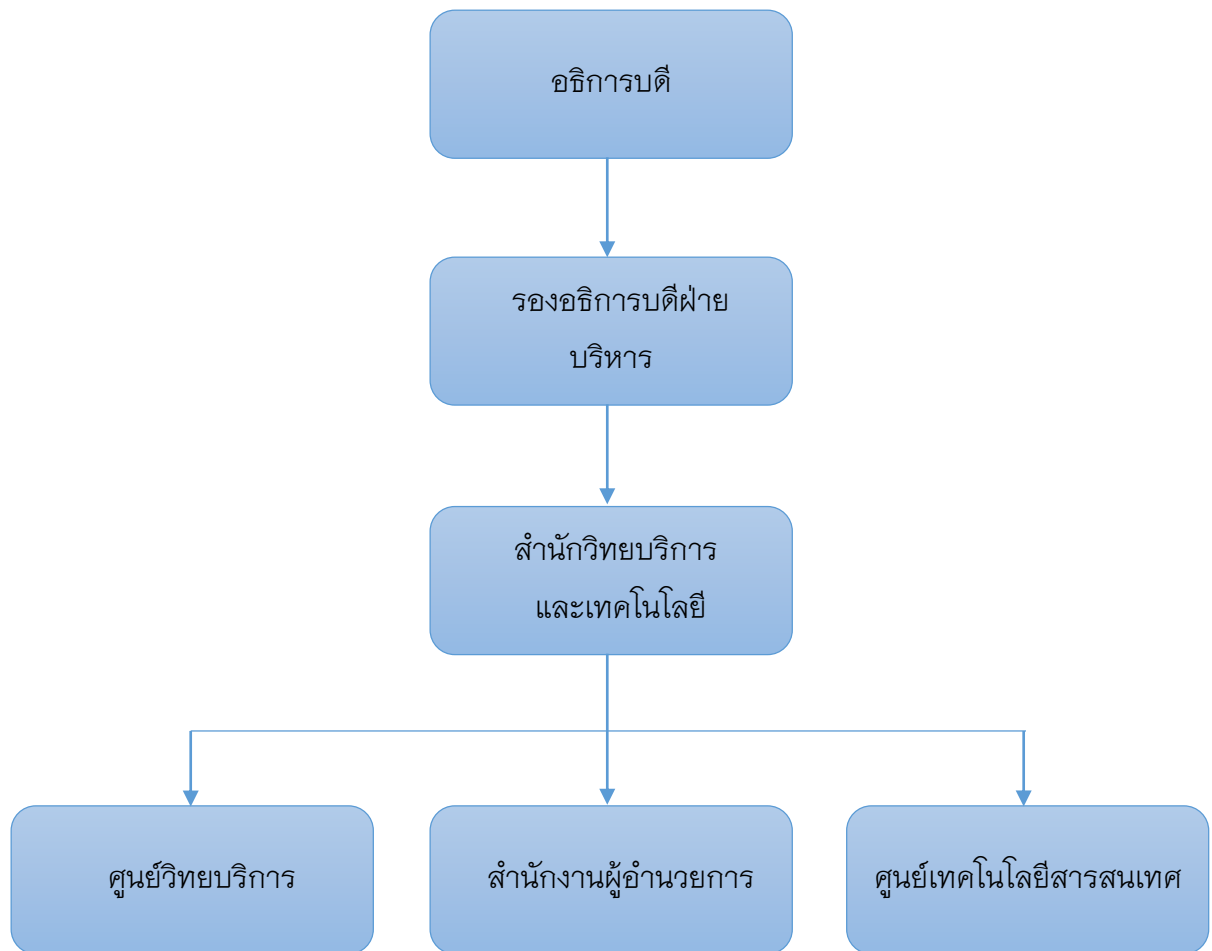 อธิการบดี
รองอธิการบดีฝ่าย
บริหาร
สำนักวิทยบริการ
และเทคโนโลยี
ศูนย์วิทยบริการ
สำนักงานผู้อำนวยการ
ศูนย์เทคโนโลยีสารสนเทศ